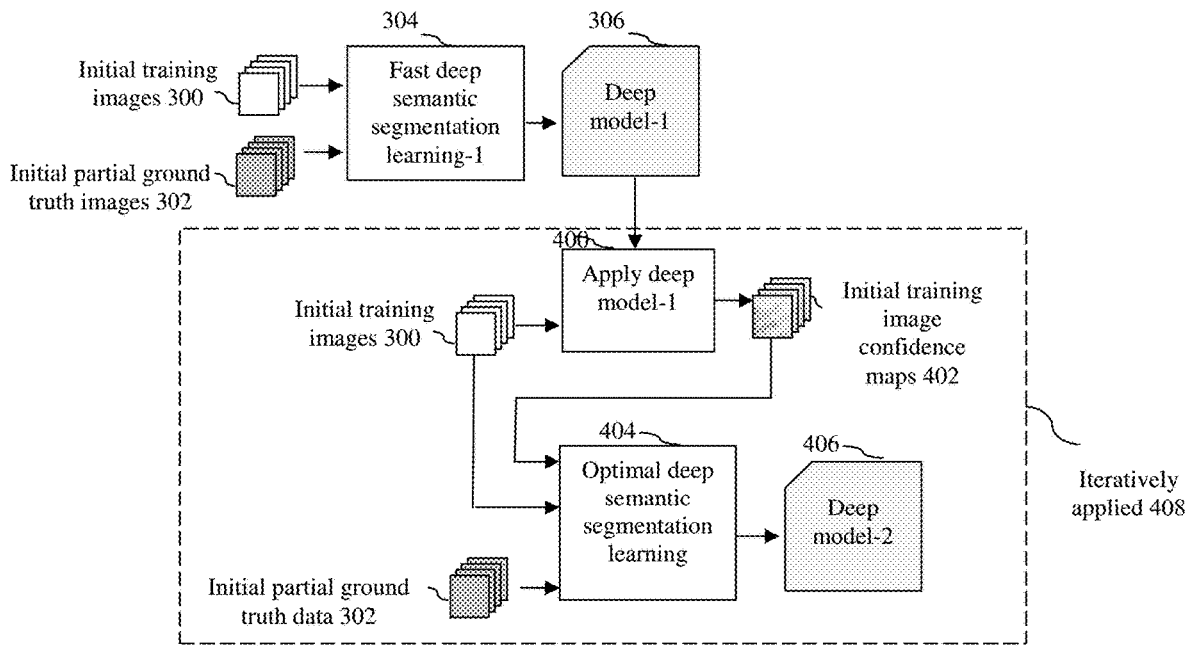 304
306
Initial training
images 300
Fast deep
semantic
segmentation
learning-1
Deep
model-1
Initial partial ground
truth images 302
400
Apply deep
model-1
Initial training
images 300
Initial training
image
confidence
maps 402
404
406
Optimal deep
semantic
segmentation
learning
Deep
model-2
Iteratively
applied 408
Initial partial ground
truth data 302